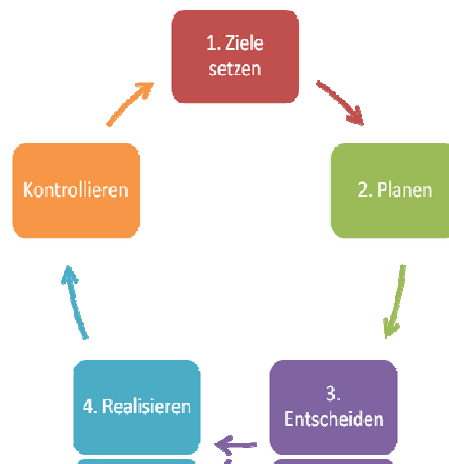 1. Ziele
setzen
2. Planen
3.
Entscheiden
4. Realisieren
Kontrollieren